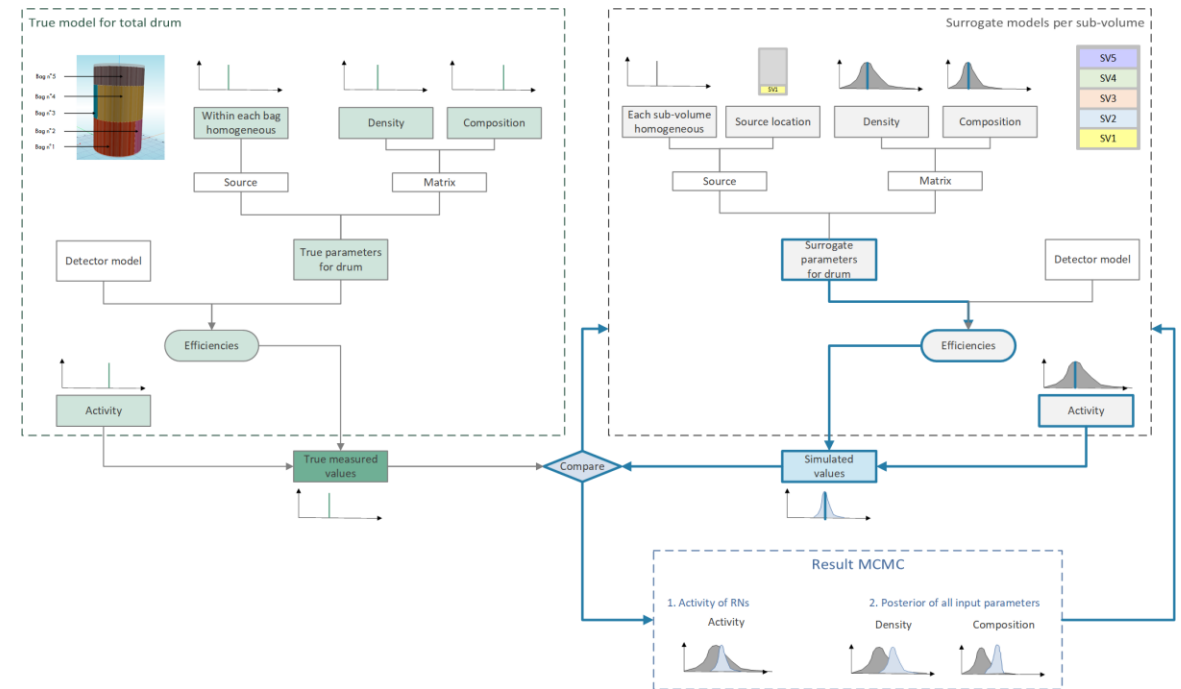 True model for total drum
Bag n°5
Bag n°4
Bag n°3
Bag n°2
Bag n°1
Within each bag
homogeneous
Density
Composition
Source
Matrix
Detector model
True parameters
for drum
Efficiencies
Activity
True measured
values
Compare
Surrogate models per sub-volume
Each sub-volume
homogeneous
SV1
Source location
Density
Composition
SV5
SV4
SV3
SV2
SV1
Source
Matrix
Surrogate
parameters
for drum
Detector model
Efficiencies
Activity
Simulated
values
Result MCMC
1. Activity of RNs
Activity
2. Posterior of all input parameters
Density
Composition